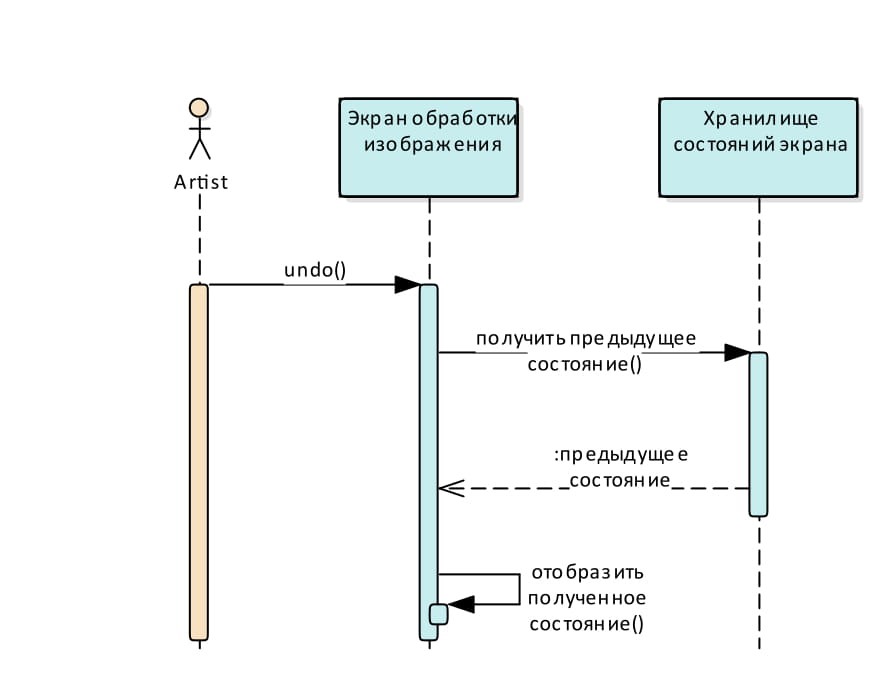 Экран обработки
изображения
Хранилище
состояний экрана
Artist
undo()
получить предыдущее
состояние()
:предыдущее
состояние
отобразить
полученное
состояние()